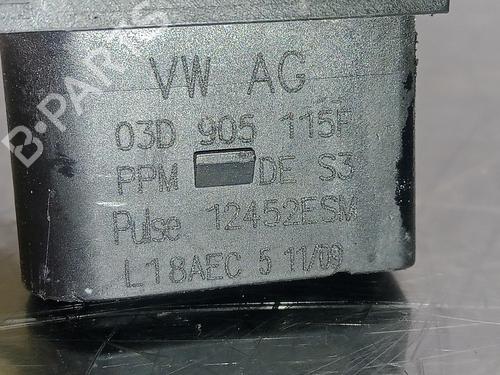 B-PARTS
VW AG
03D 905 115F
PPM DE S3
Pulse 12452ESM
L18AEC 5 11/09